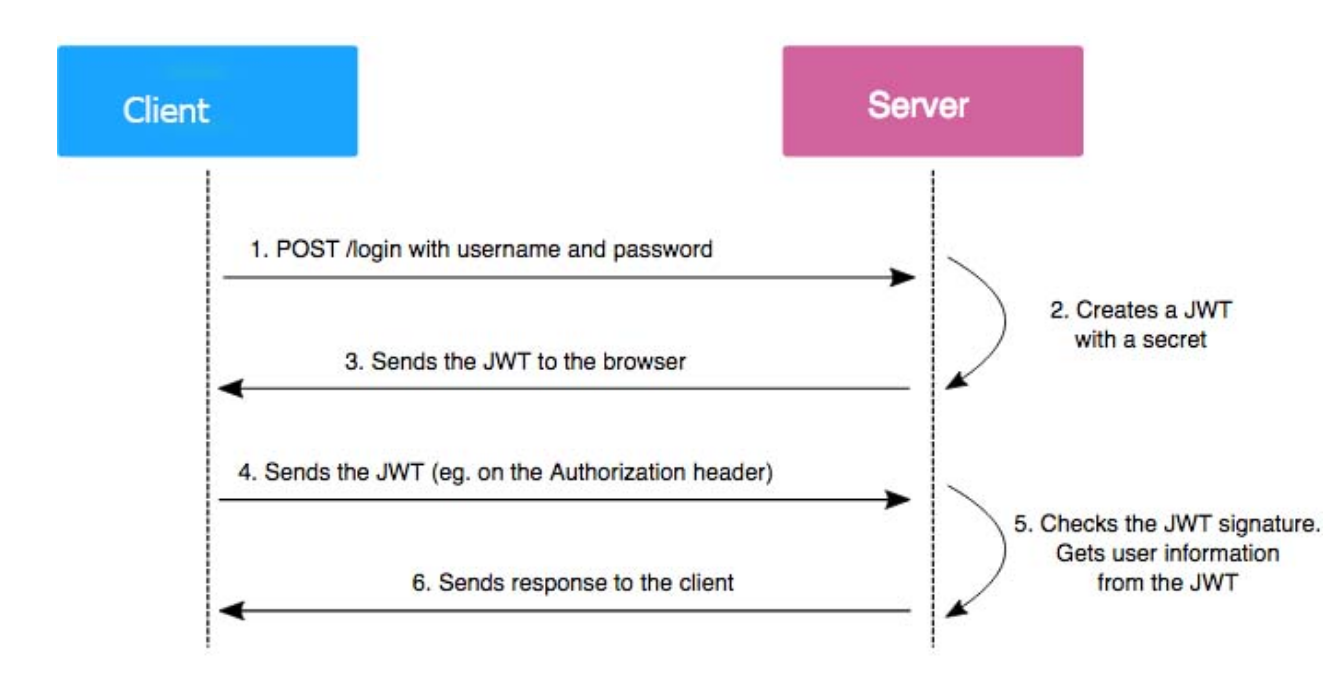 Client
Server
1. POST /login with username and password
2. Creates a JWT
with a secret
3. Sends the JWT to the browser
4. Sends the JWT (eg. on the Authorization header)
5. Checks the JWT signature.
Gets user information
from the JWT
6. Sends response to the client